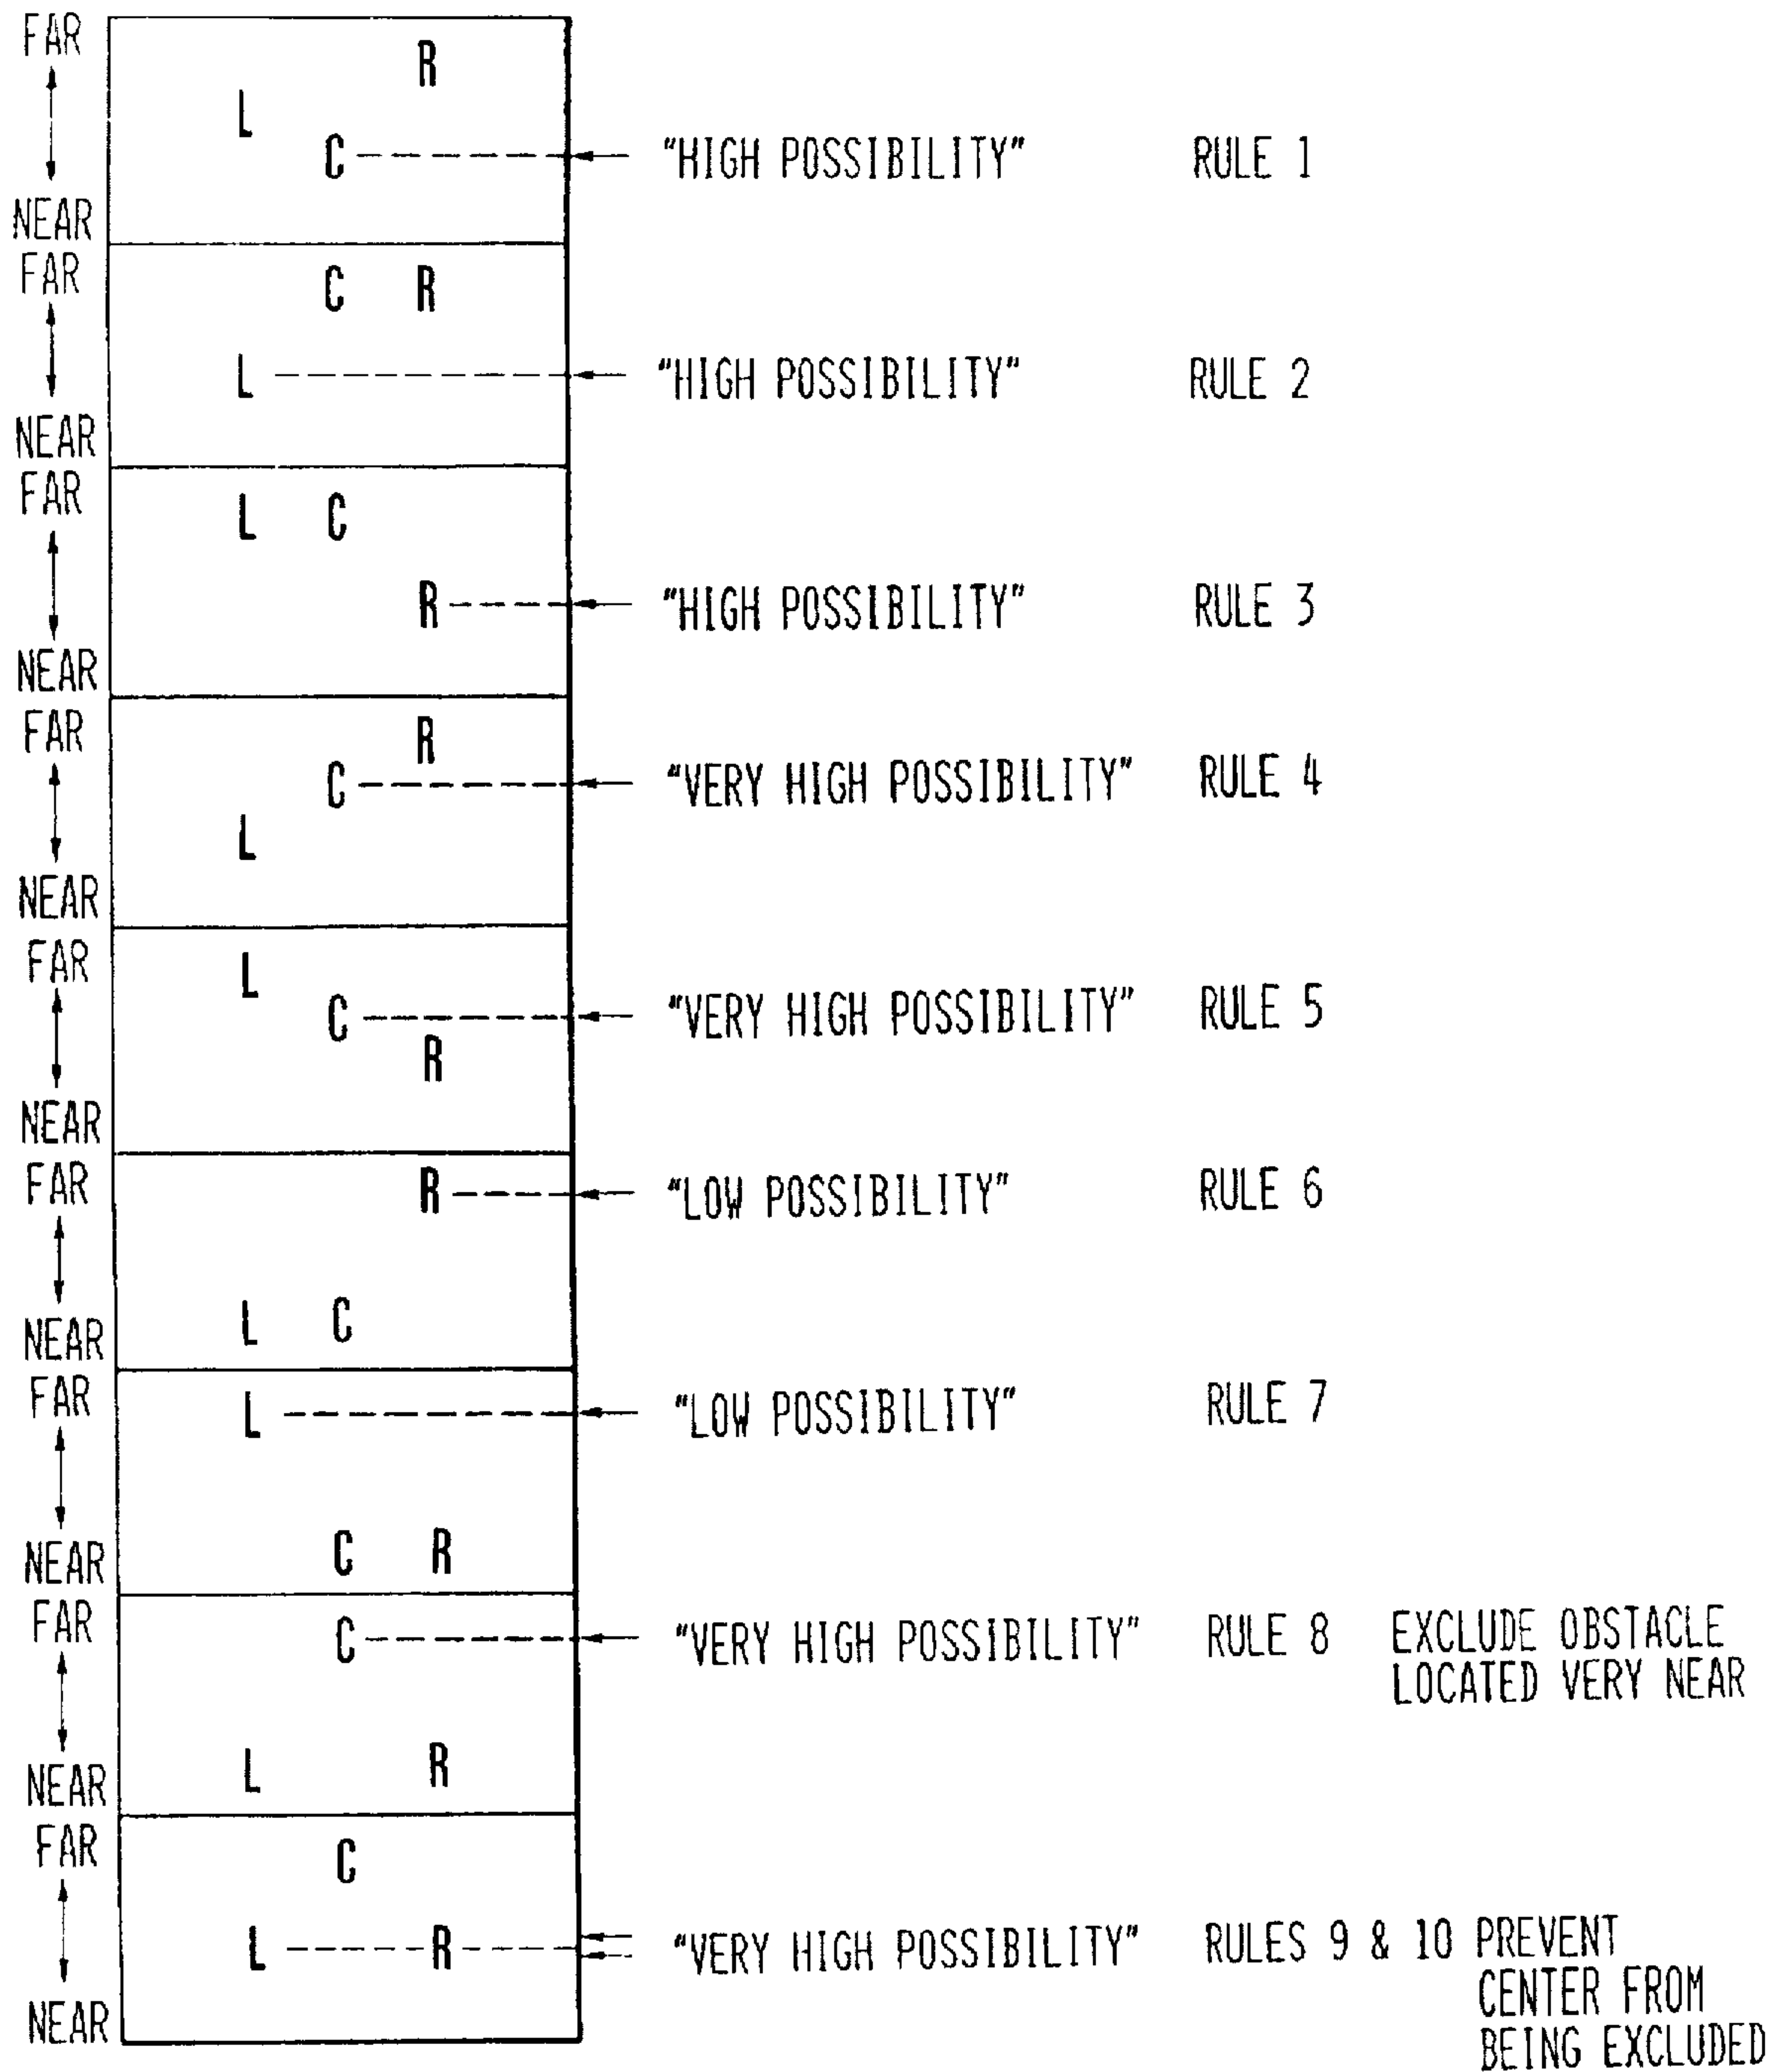 FAR
R
L
C "HIGH POSSIBILITY" RULE 1
NEAR
FAR
C R
L "HIGH POSSIBILITY" RULE 2
NEAR
FAR
L C
R "HIGH POSSIBILITY" RULE 3
NEAR
FAR
R
C "VERY HIGH POSSIBILITY" RULE 4
L
NEAR
FAR
L
C "VERY HIGH POSSIBILITY" RULE 5
R
NEAR
FAR
R "LOW POSSIBILITY" RULE 6
L C
NEAR
FAR
L "LOW POSSIBILITY" RULE 7
C R
NEAR
FAR
C "VERY HIGH POSSIBILITY" RULE 8 EXCLUDE OBSTACLE
LOCATED VERY NEAR
L R
NEAR
FAR
C
L R "VERY HIGH POSSIBILITY" RULES 9 & 10 PREVENT
CENTER FROM
NEAR
BEING EXCLUDED